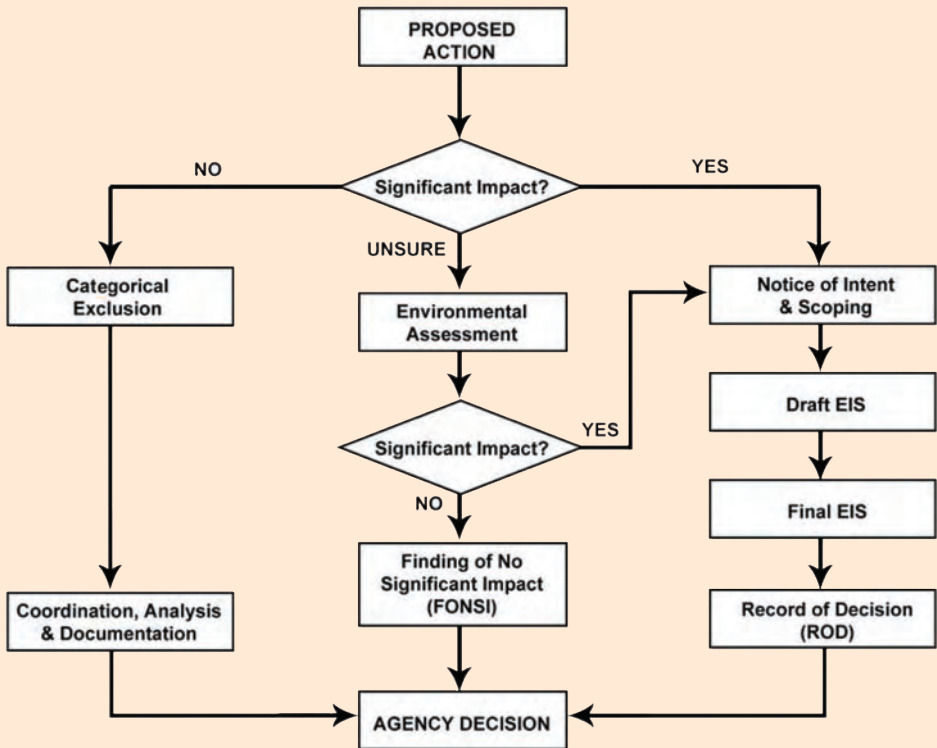 PROPOSED
ACTION
Significant Impact?
NO
YES
UNSURE
Categorical
Exclusion
Environmental
Assessment
Notice of Intent
& Scoping
Draft EIS
Significant Impact?
YES
NO
Final EIS
Finding of No
Significant Impact
(FONSI)
Coordination, Analysis
& Documentation
Record of Decision
(ROD)
AGENCY DECISION